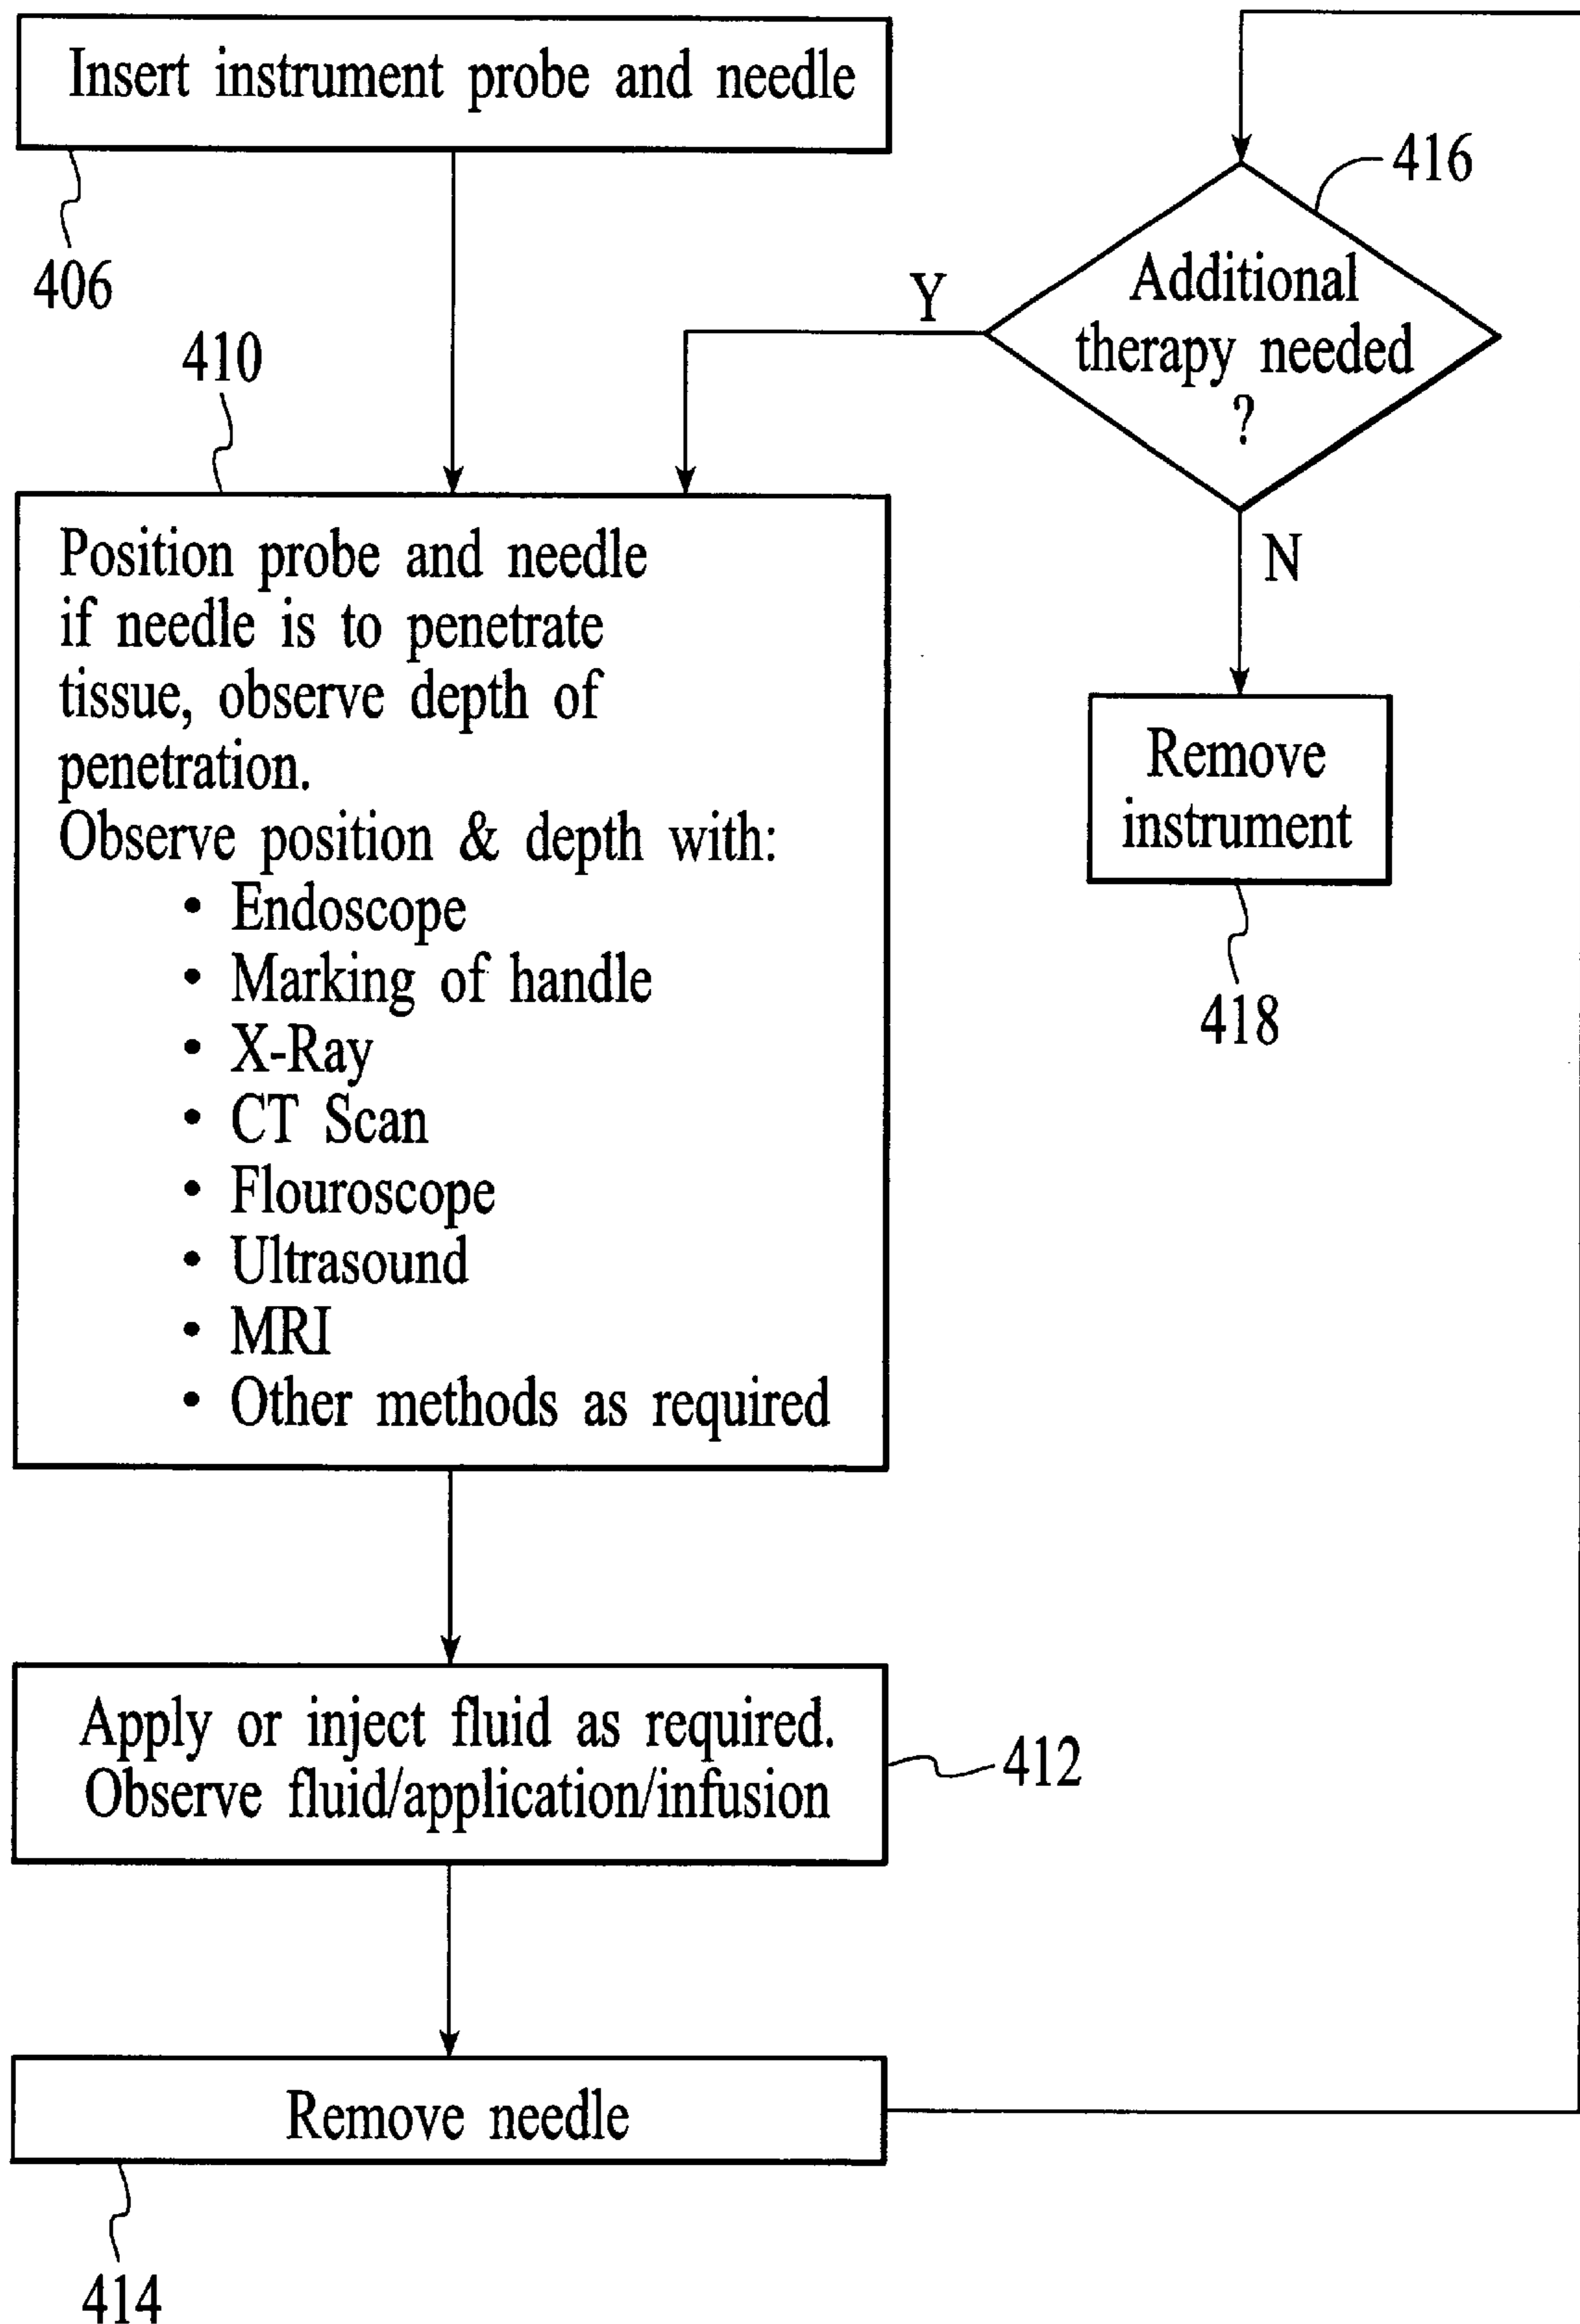 Insert instrument probe and needle
406
410
Position probe and needle
if needle is to penetrate
tissue, observe depth of
penetration.
Observe position & depth with:
• Endoscope
• Marking of handle
• X-Ray
• CT Scan
• Flouroscope
• Ultrasound
• MRI
• Other methods as required
Apply or inject fluid as required.
Observe fluid/application/infusion
412
Remove needle
414
416
Additional
therapy needed
?
Y
N
Remove
instrument
418